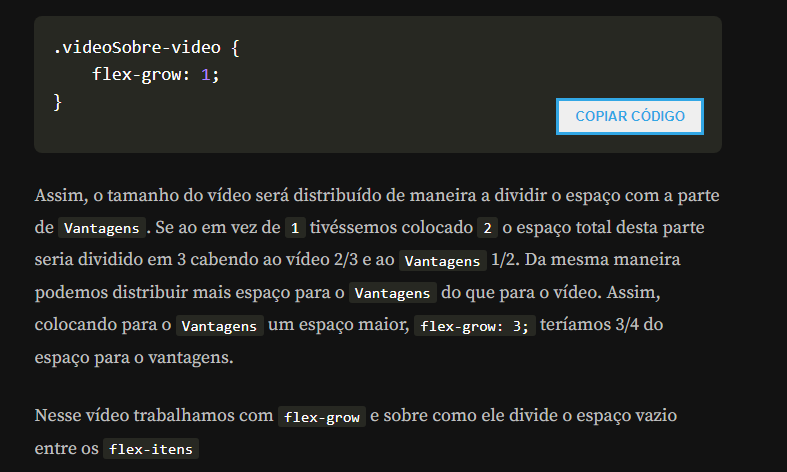 .videoSobre-video {
    flex-grow: 1;
}
COPIAR CÓDIGO
Assim, o tamanho do vídeo será distribuído de maneira a dividir o espaço com a parte
de Vantagens. Se ao em vez de 1 tivéssemos colocado 2 o espaço total desta parte
seria dividido em 3 cabendo ao vídeo 2/3 e ao Vantagens 1/2. Da mesma maneira
podemos distribuir mais espaço para o Vantagens do que para o vídeo. Assim,
colocando para o Vantagens um espaço maior, flex-grow: 3; teríamos 3/4 do
espaço para o vantagens.
Nesse vídeo trabalhamos com flex-grow e sobre como ele divide o espaço vazio
entre os flex-itens